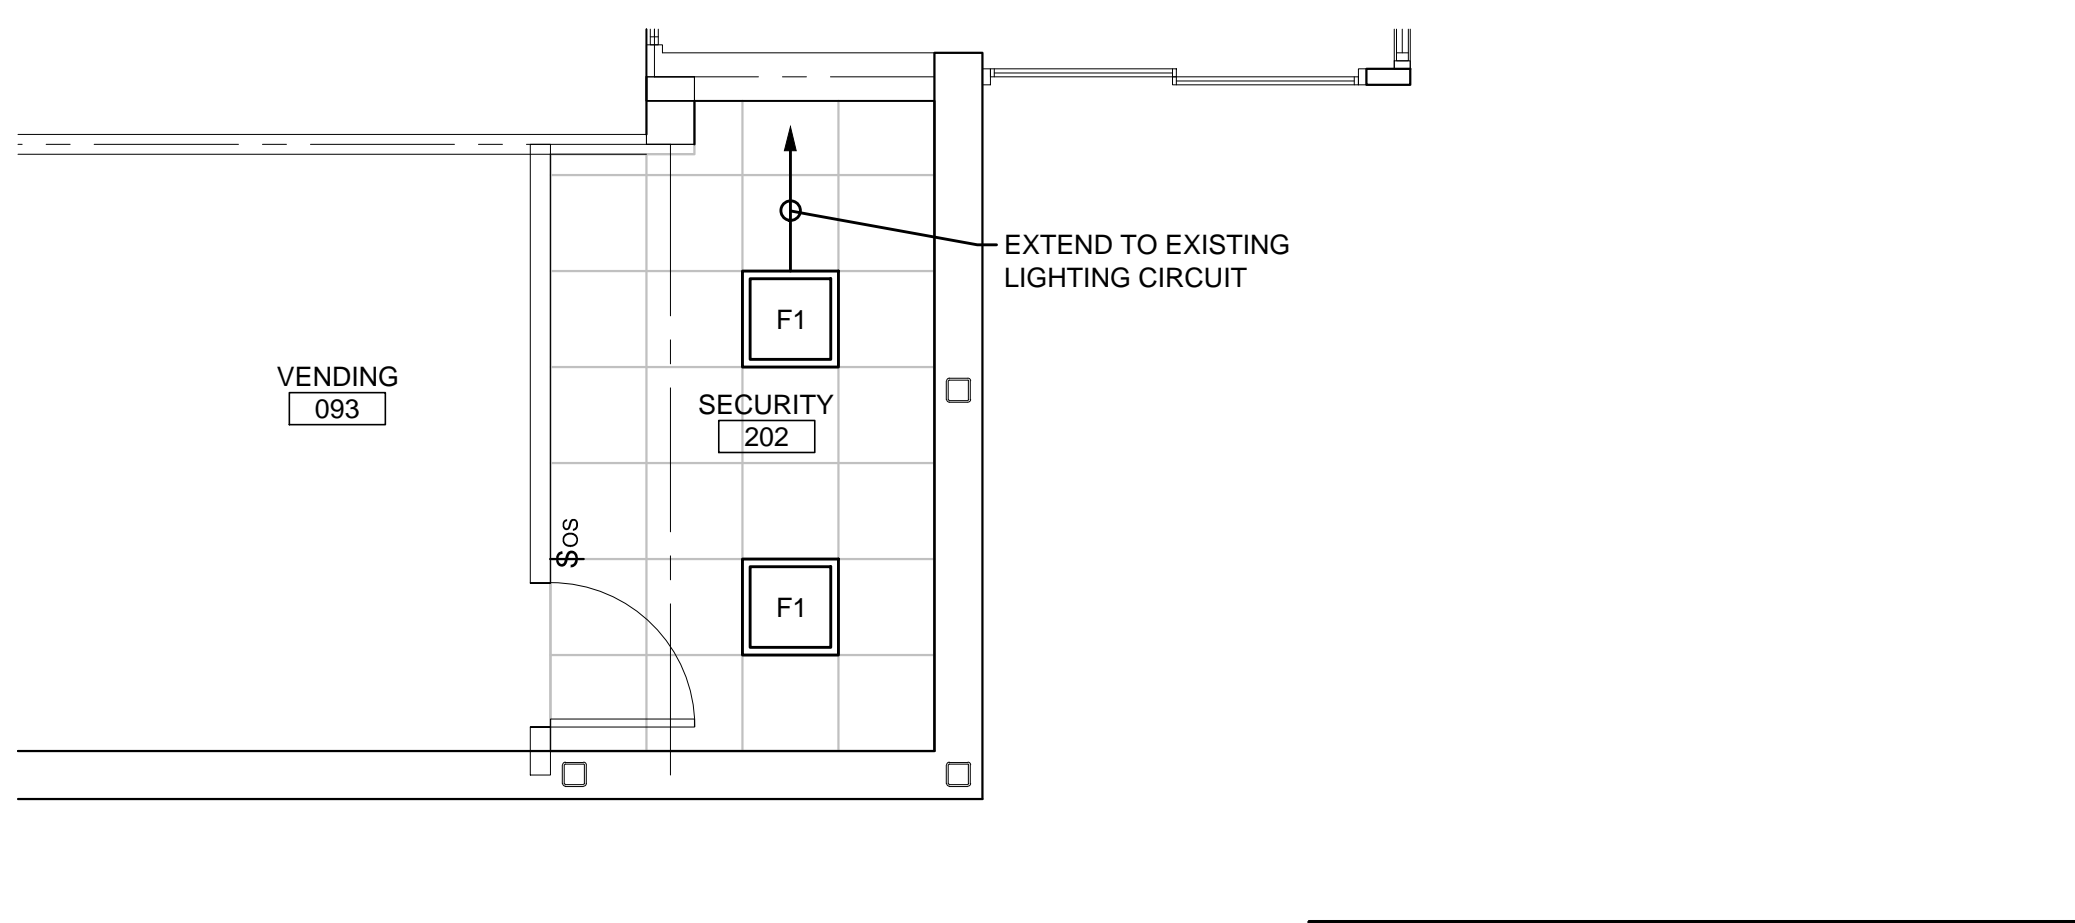 EXTEND TO EXISTING
LIGHTING CIRCUIT
F1
VENDING
093
SECURITY
202
$OS
F1